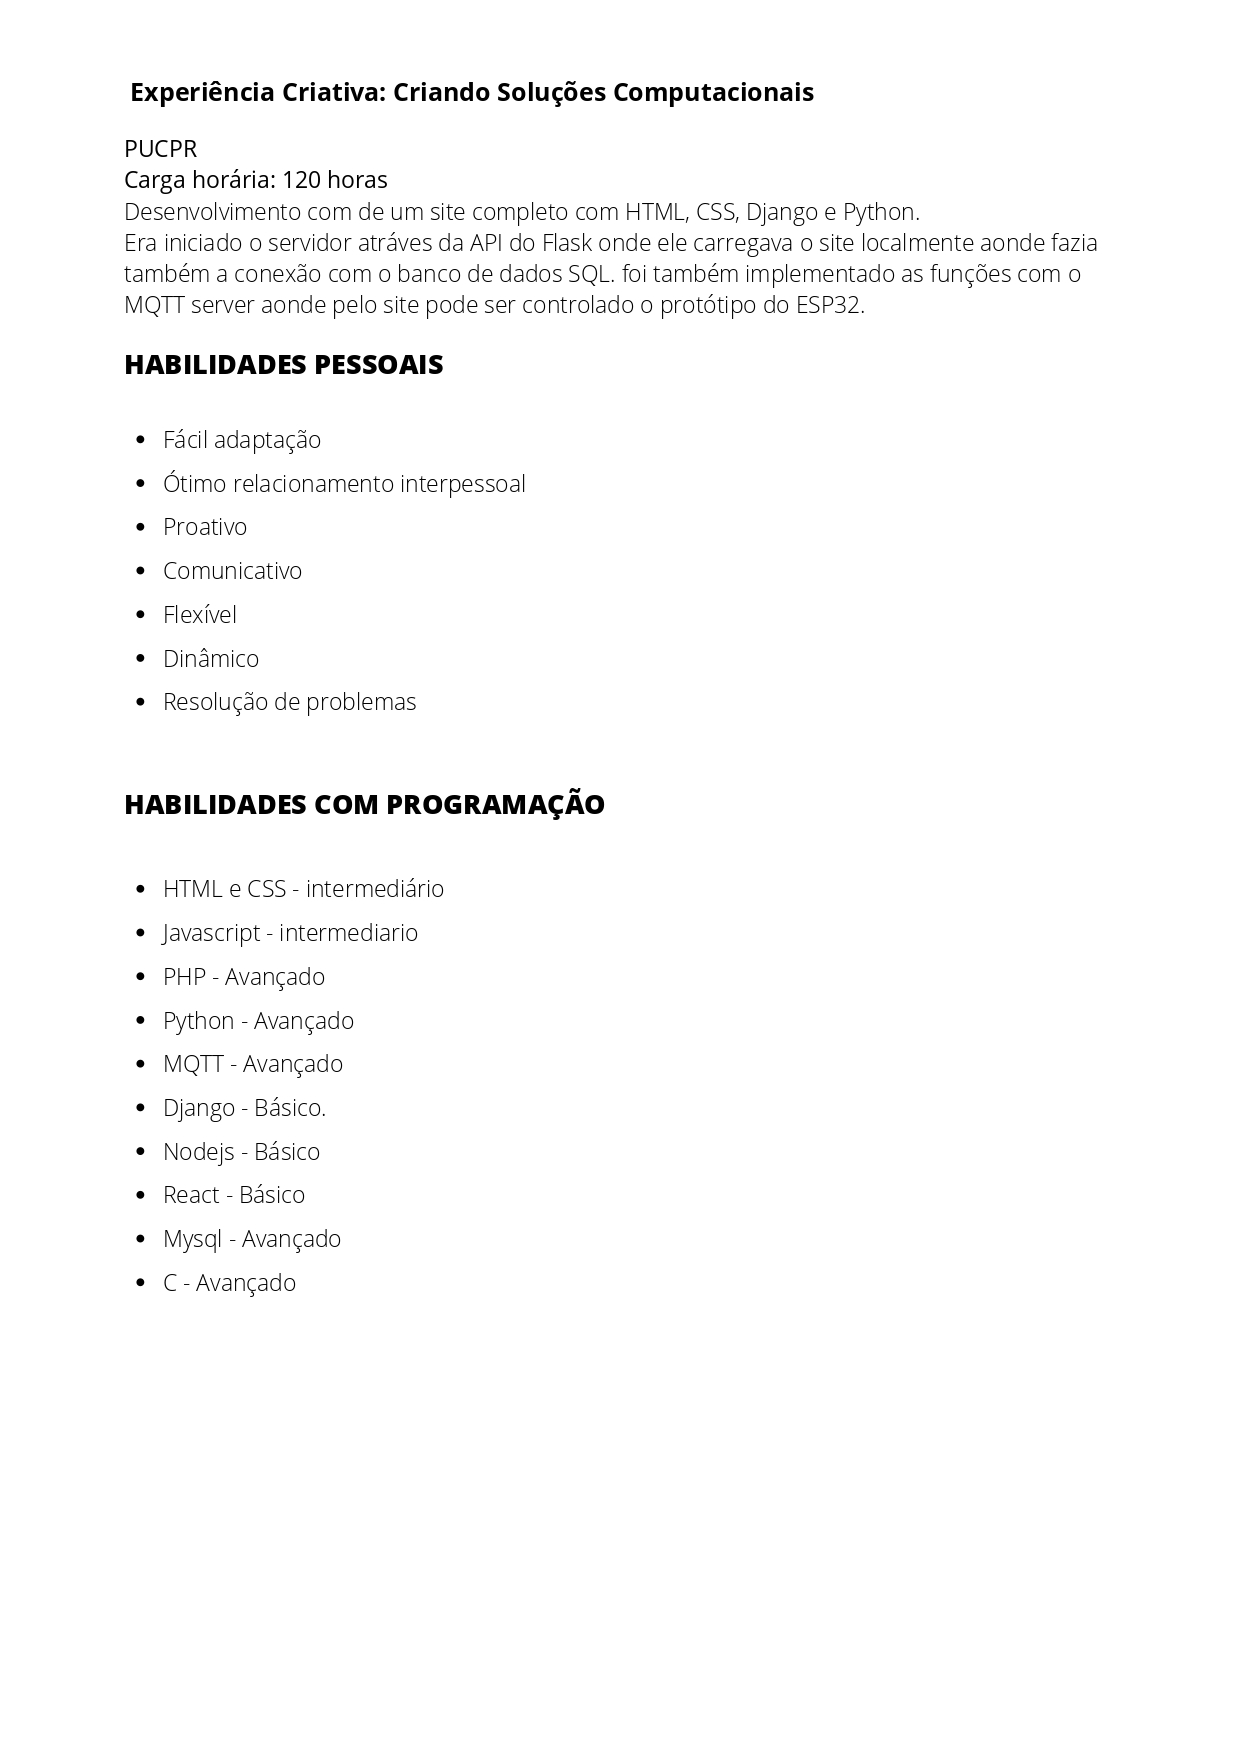 Experiência Criativa: Criando Soluções Computacionais
PUCPR
Carga horária: 120 horas
Desenvolvimento com de um site completo com HTML, CSS, Django e Python.
Era iniciado o servidor atráves da API do Flask onde ele carregava o site localmente aonde fazia
também a conexão com o banco de dados SQL. foi também implementado as funções com o
MQTT server aonde pelo site pode ser controlado o protótipo do ESP32.
HABILIDADES PESSOAIS
• Fácil adaptação
• Ótimo relacionamento interpessoal
• Proativo
• Comunicativo
• Flexível
• Dinâmico
• Resolução de problemas
HABILIDADES COM PROGRAMAÇÃO
• HTML e CSS - intermediário
• Javascript - intermediario
• PHP - Avançado
• Python - Avançado
• MQTT - Avançado
• Django - Básico.
• Nodejs - Básico
• React - Básico
• Mysql - Avançado
• C - Avançado